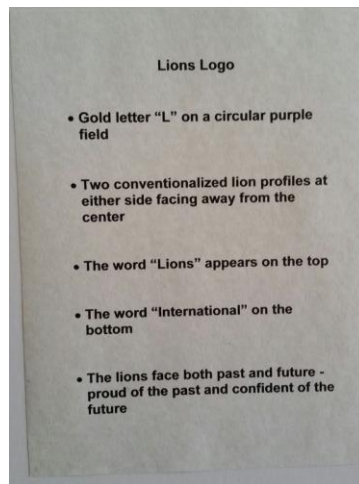 Lions Logo
• Gold letter “L” on a circular purple
field
• Two conventionalized lion profiles at
either side facing away from the
center
• The word “Lions” appears on the top
• The word “International” on the
bottom
• The lions face both past and future -
proud of the past and confident of the
future